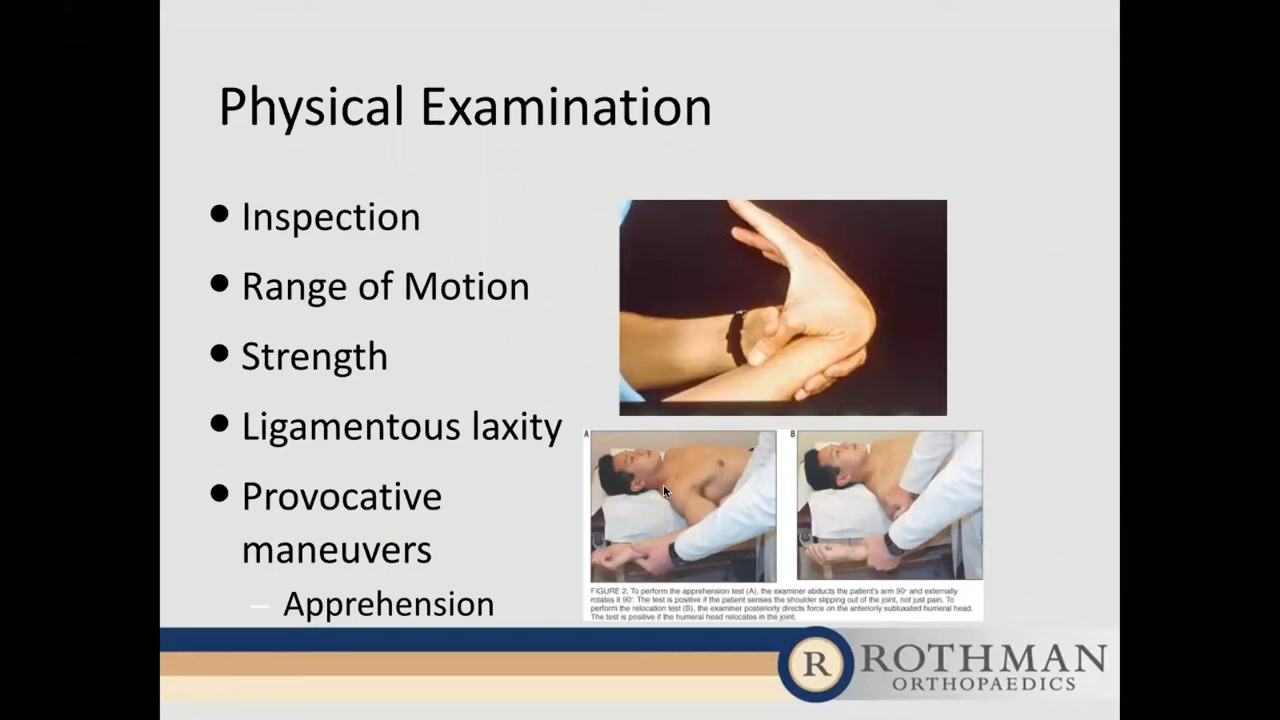 Physical Examination
Inspection
Range of Motion
Strength
Ligamentous laxity
Provocative
maneuvers
– Apprehension
A
B
FIGURE 2. To perform the apprehension test (A), the examiner abducts the patient's arm 90° and externally
rotates it 90°. The test is positive if the patient senses the shoulder slipping out of the joint, not just pain. To
perform the relocation test (B), the examiner posteriorly directs force on the anteriorly subluxated humeral head.
The test is positive if the humeral head relocates in the joint.
R ROTHMAN
ORTHOPAEDICS